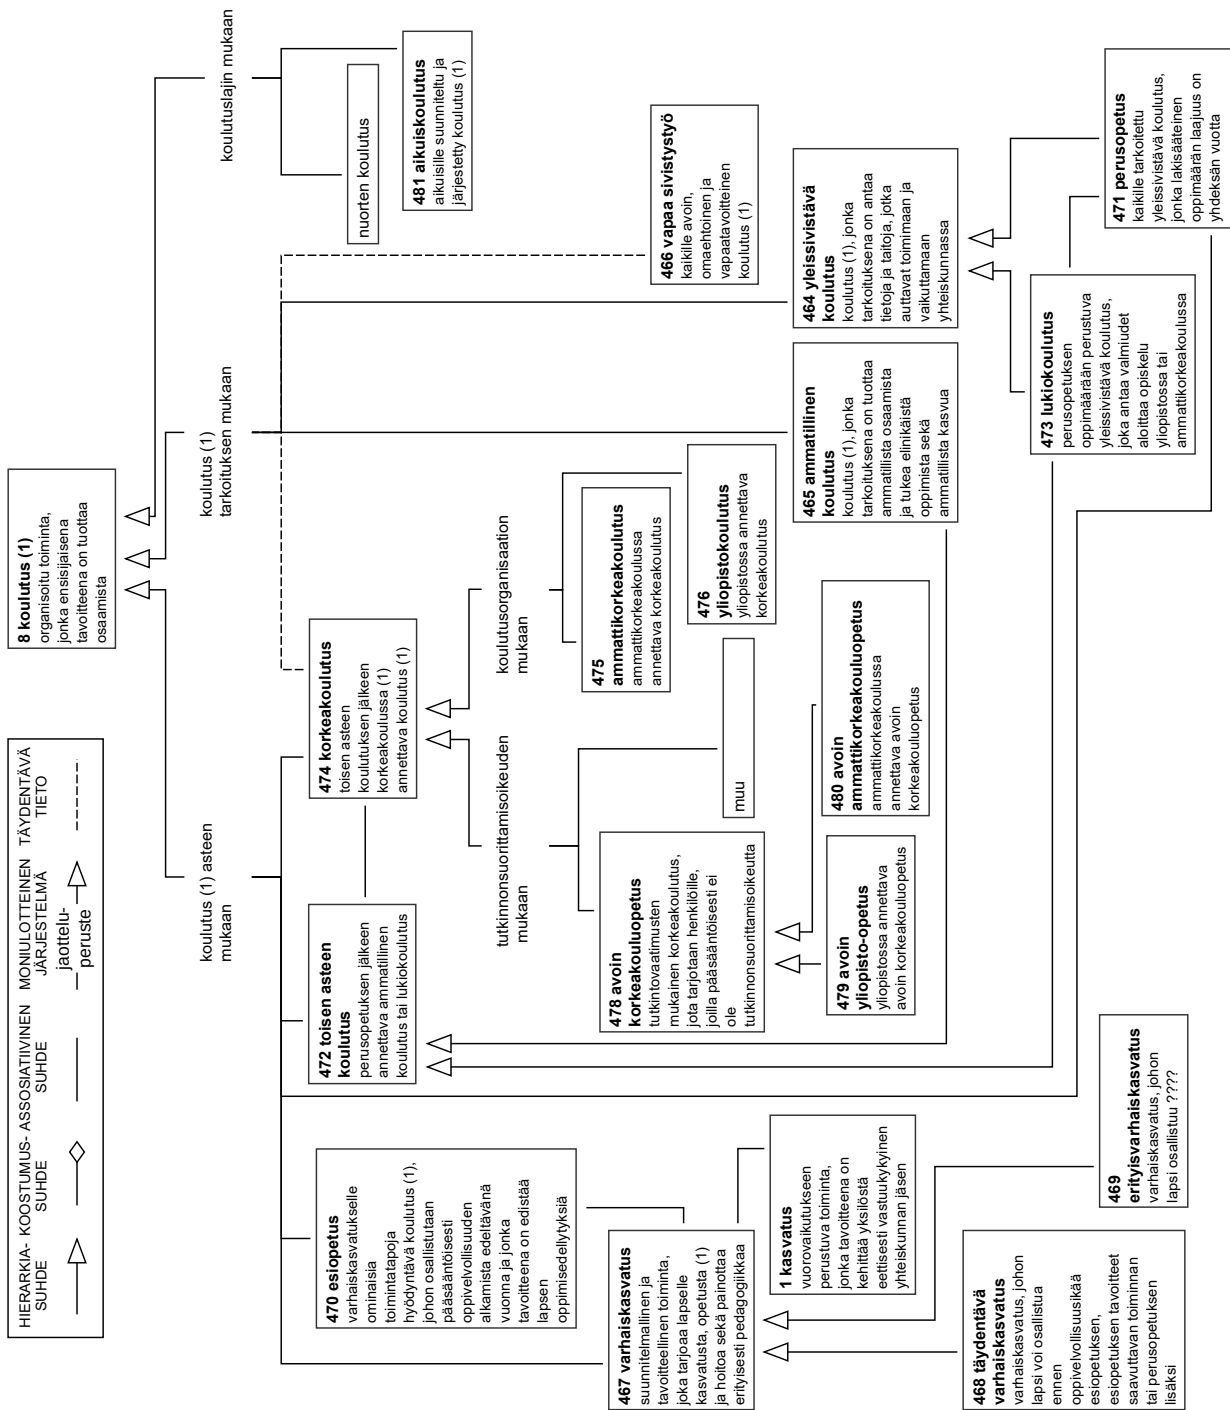 HIERARKIA- KOOSTUMUS- ASSOSIATIIVINEN MONIULOTTEINEN TÄYDENTÄVÄ
SUHDE SUHDE SUHDE JÄRJESTELMÄ TIETO
jaottelu-
peruste
8 koulutus (1)
organisoitu toiminta,
jonka ensisijaisena
tavoitteena on tuottaa
osaamista
koulutus (1) asteen
mukaan
koulutus (1)
tarkoituksen mukaan
koulutuslajin mukaan
470 esiopetus
varhaiskasvatukselle
ominaisia
toimintatapoja
hyödyntävä koulutus (1),
johon osallistutaan
pääsääntöisesti
oppivelvollisuuden
alkamista edeltävänä
vuonna ja jonka
tavoitteena on edistää
lapsen
oppimisedellytyksiä
472 toisen asteen
koulutus
perusopetuksen jälkeen
annettava ammatillinen
koulutus tai lukiokoulutus
474 korkeakoulutus
toisen asteen
koulutuksen jälkeen
korkeakoulussa (1)
annettava koulutus (1)
nuorten koulutus
481 aikuiskoulutus
aikuisille suunniteltu ja
järjestetty koulutus (1)
tutkinnonsuorittamisoikeuden
mukaan
koulutusorganisaation
mukaan
467 varhaiskasvatus
suunnitelmallinen ja
tavoitteellinen toiminta,
joka tarjoaa lapselle
kasvatusta, opetusta (1)
ja hoitoa sekä painottaa
erityisesti pedagogiikkaa
478 avoin
korkeakouluopetus
tutkintovaatimusten
mukainen korkeakoulutus,
jota tarjotaan henkilöille,
joilla pääsääntöisesti ei
ole
tutkinnonsuorittamisoikeutta
muu
475
ammattikorkeakoulutus
ammattikorkeakoulussa
annettava korkeakoulutus
476
yliopistokoulutus
yliopistossa annettava
korkeakoulutus
466 vapaa sivistystyö
kaikille avoin,
omaehtoinen ja
vapaatavoitteinen
koulutus (1)
1 kasvatus
vuorovaikutukseen
perustuva toiminta,
jonka tavoitteena on
kehittää yksilöstä
eettisesti vastuukykyinen
yhteiskunnan jäsen
479 avoin
yliopisto-opetus
yliopistossa annettava
avoin korkeakouluopetus
480 avoin
ammattikorkeakouluopetus
ammattikorkeakoulussa
annettava avoin
korkeakouluopetus
465 ammatillinen
koulutus
koulutus (1), jonka
tarkoituksena on tuottaa
ammatillista osaamista
ja tukea elinikäistä
oppimista sekä
ammatillista kasvua
464 yleissivistävä
koulutus
koulutus (1), jonka
tarkoituksena on antaa
tietoja ja taitoja, jotka
auttavat toimimaan ja
vaikuttamaan
yhteiskunnassa
468 täydentävä
varhaiskasvatus
varhaiskasvatus, johon
lapsi voi osallistua
ennen
oppivelvollisuusikää
esiopetuksen,
esiopetuksen tavoitteet
saavuttavan toiminnan
tai perusopetuksen
lisäksi
469
erityisvarhaiskasvatus
varhaiskasvatus, johon
lapsi osallistuu ????
473 lukiokoulutus
perusopetuksen
oppimäärään perustuva
yleissivistävä koulutus,
joka antaa valmiudet
aloittaa opiskelu
yliopistossa tai
ammattikorkeakoulussa
471 perusopetus
kaikille tarkoitettu
yleissivistävä koulutus,
jonka lakisääteinen
oppimäärän laajuus on
yhdeksän vuotta